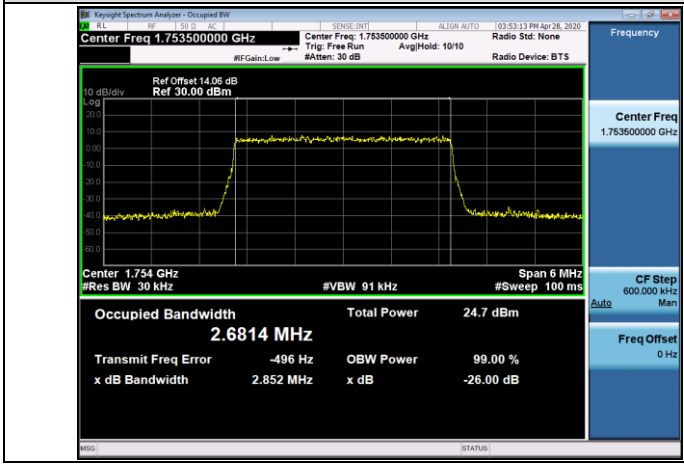 Keysight Spectrum Analyzer - Occupied BW
RL RF 50 Ω AC SENSE:INT ALIGN AUTO 03:53:13 PM Apr 28, 2020
Center Freq 1.753500000 GHz Center Freq: 1.753500000 GHz Radio Std: None
Trig: Free Run Avg|Hold: 10/10
#IFGain:Low #Atten: 30 dB Radio Device: BTS
Ref Offset 14.06 dB
10 dB/div Ref 30.00 dBm
Log
20.0
10.0
0.00
-10.0
-20.0
-30.0
-40.0
-50.0
-60.0
Center 1.754 GHz Span 6 MHz
#Res BW 30 kHz #VBW 91 kHz #Sweep 100 ms
Occupied Bandwidth Total Power 24.7 dBm
2.6814 MHz
Transmit Freq Error -496 Hz OBW Power 99.00 %
x dB Bandwidth 2.852 MHz x dB -26.00 dB
MSG STATUS
Frequency
Center Freq
1.753500000 GHz
CF Step
600.000 kHz
Auto Man
Freq Offset
0 Hz